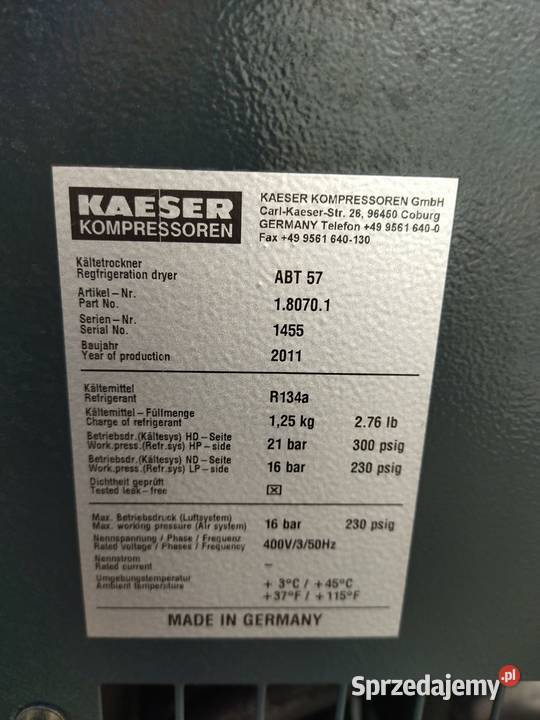 KAESER
KOMPRESSOREN
KAESER KOMPRESSOREN GmbH
Carl-Kaeser-Str. 26, 96450 Coburg
GERMANY Telefon +49 9561 640-0
Fax +49 9561 640-130
Kältetrockner
Regfrigeration dryer ABT 57
Artikel – Nr.
Part No. 1.8070.1
Serien – Nr.
Serial No. 1455
Baujahr
Year of production 2011
Kältemittel
Refrigerant R134a
Kältemittel – Füllmenge
Charge of refrigerant 1,25 kg 2.76 lb
Betriebsdr.(Kältesys) HD – Seite
Work.press.(Refr.sys) HP – side 21 bar 300 psig
Betriebsdr.(Kältesys) ND – Seite
Work.press.(Refr.sys) LP – side 16 bar 230 psig
Dichtheit geprüft
Tested leak – free ☒
Max. Betriebsdruck (Luftsystem)
Max. working pressure (Air system) 16 bar 230 psig
Nennspannung / Phase / Frequenz
Rated voltage / Phases / Frequency 400V/3/50Hz
Nennstrom
Rated current –
Umgebungstemperatur
Ambient temperature + 3°C / +45°C
+37°F / +115°F
MADE IN GERMANY
Sprzedajemy.pl